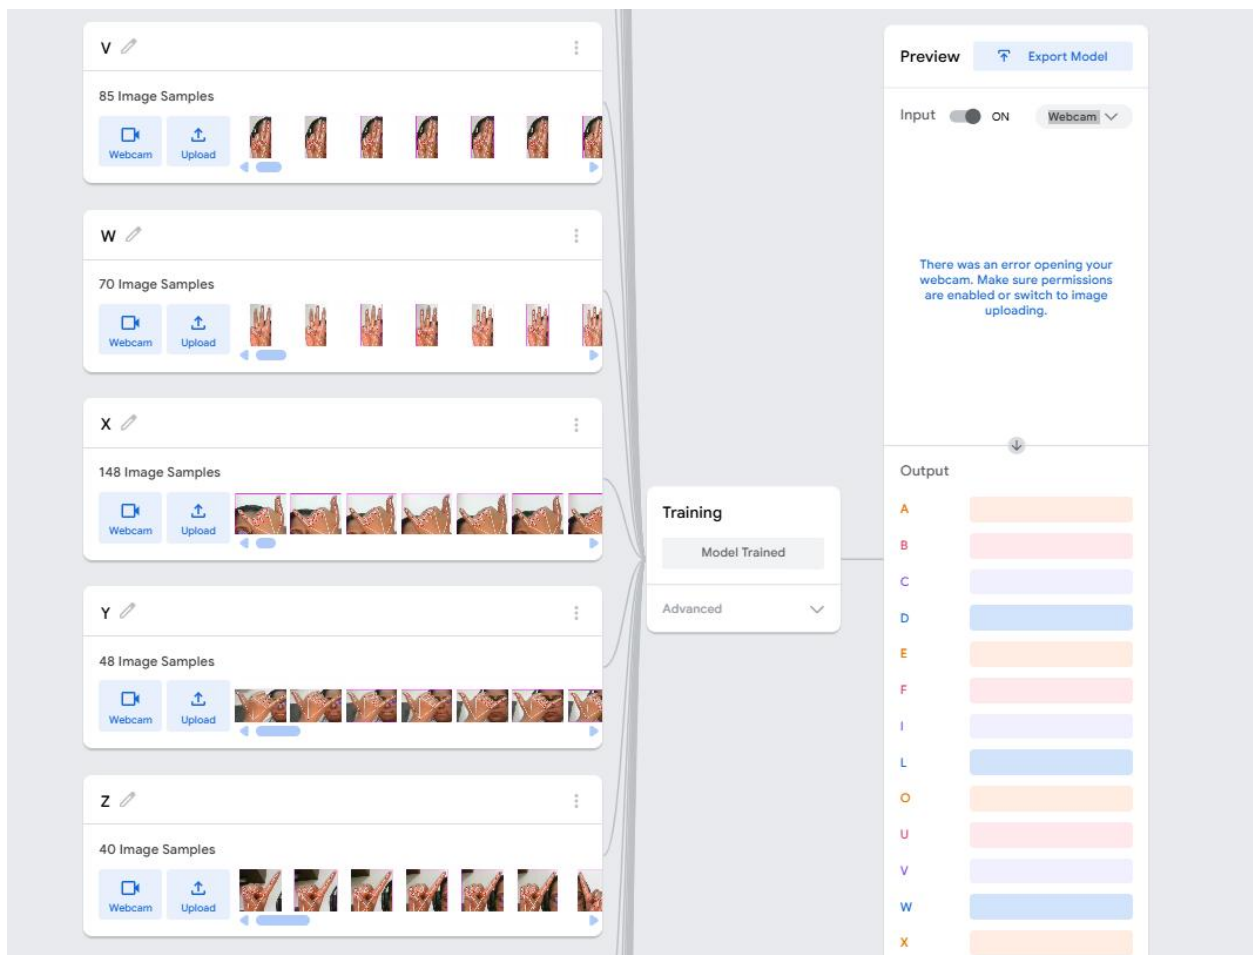 V
85 Image Samples
Webcam
Upload
W
70 Image Samples
Webcam
Upload
X
148 Image Samples
Webcam
Upload
Y
48 Image Samples
Webcam
Upload
Z
40 Image Samples
Webcam
Upload
Training
Model Trained
Advanced
Preview
Export Model
Input
ON
Webcam
There was an error opening your
webcam. Make sure permissions
are enabled or switch to image
uploading.
Output
A
B
C
D
E
F
I
L
O
U
V
W
X